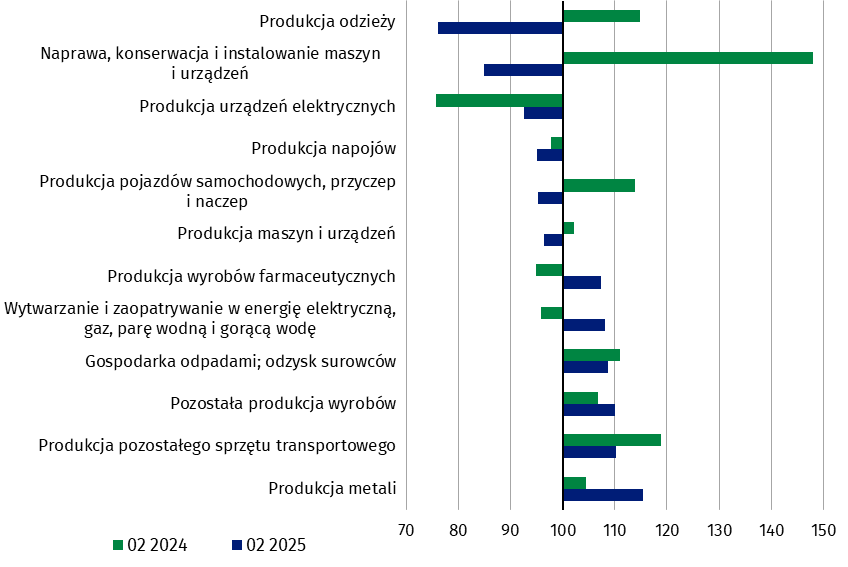 Produkcja odzieży
Naprawa, konserwacja i instalowanie maszyn
i urządzeń
Produkcja urządzeń elektrycznych
Produkcja napojów
Produkcja pojazdów samochodowych, przyczep
i naczep
Produkcja maszyn i urządzeń
Produkcja wyrobów farmaceutycznych
Wytwarzanie i zaopatrywanie w energię elektryczną,
gaz, parę wodną i gorącą wodę
Gospodarka odpadami; odzysk surowców
Pozostała produkcja wyrobów
Produkcja pozostałego sprzętu transportowego
Produkcja metali
70 80 90 100 110 120 130 140 150
02 2024 02 2025